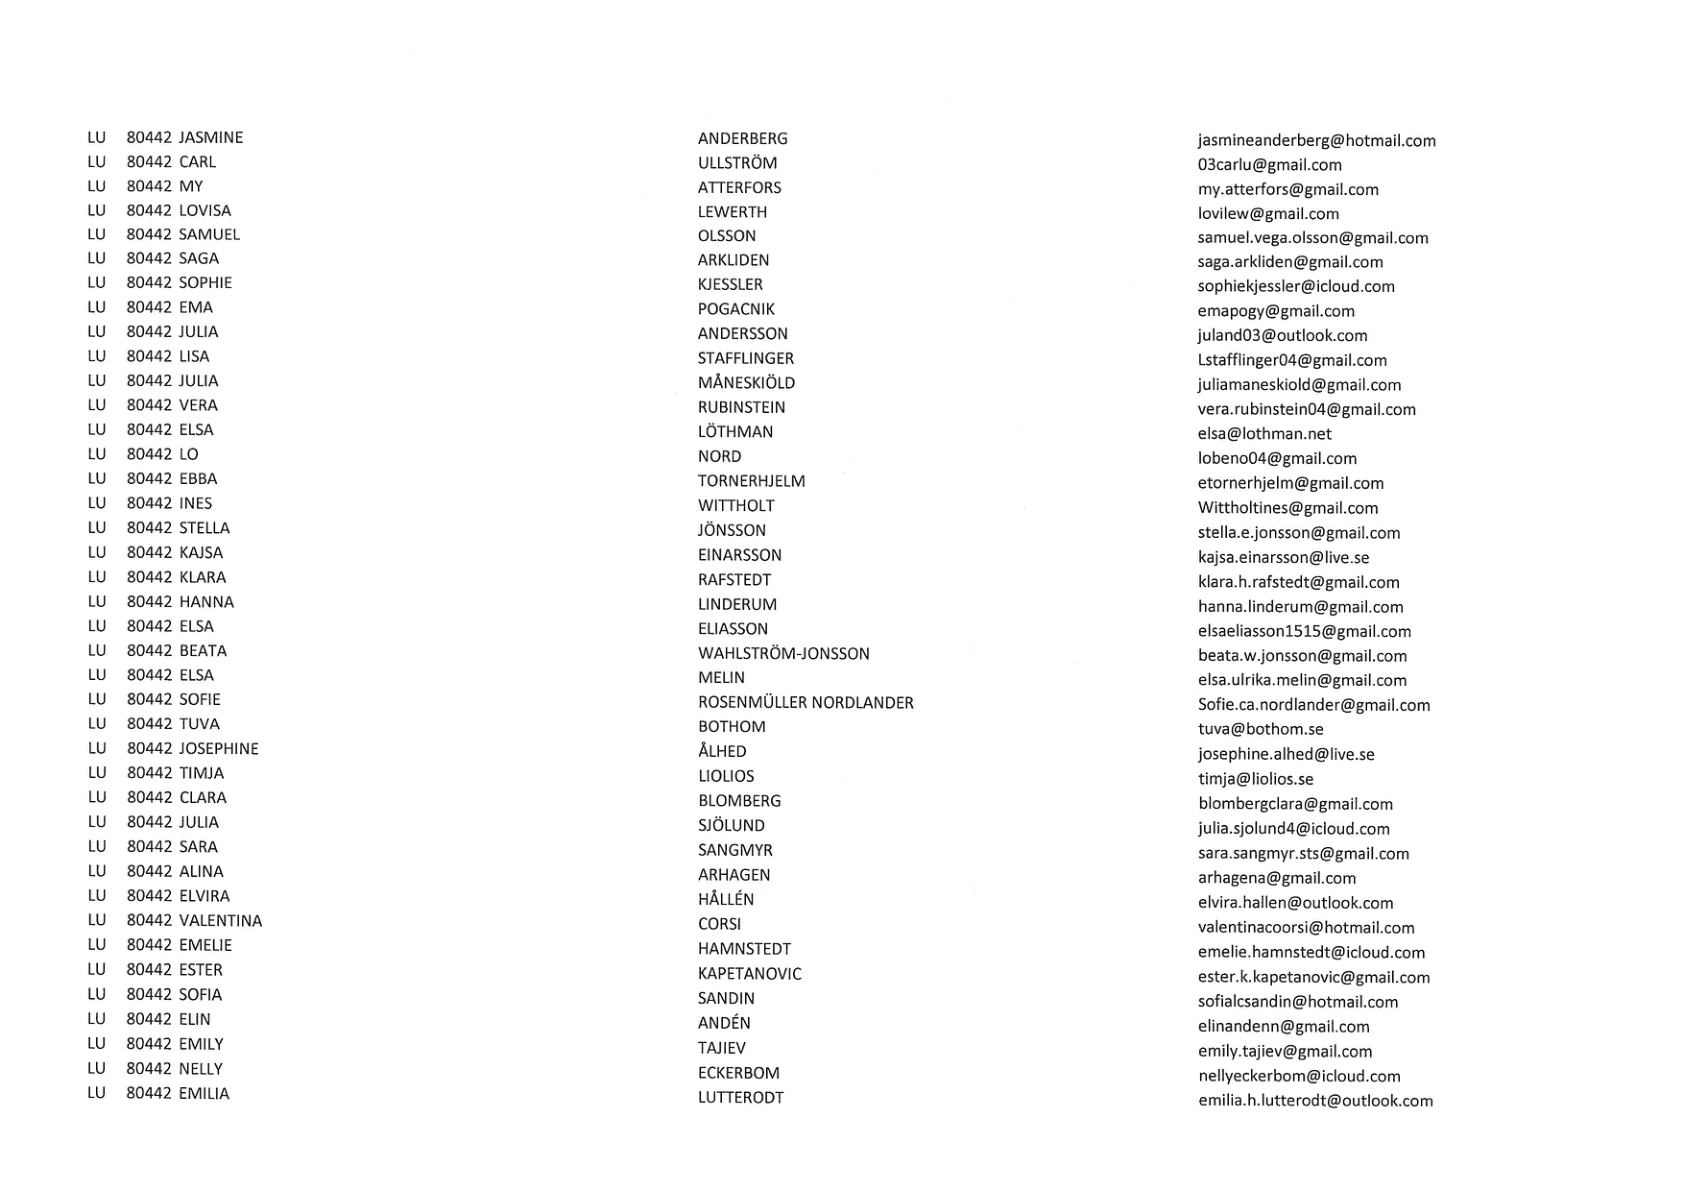 LU 80442 JASMINE ANDERBERG jasmineanderberg@hotmail.com
LU 80442 CARL ULLSTRÖM 03carlu@gmail.com
LU 80442 MY ATTERFORS my.atterfors@gmail.com
LU 80442 LOVISA LEWERTH lovilew@gmail.com
LU 80442 SAMUEL OLSSON samuel.vega.olsson@gmail.com
LU 80442 SAGA ARKLIDEN saga.arkliden@gmail.com
LU 80442 SOPHIE KJESSLER sophiekjessler@icloud.com
LU 80442 EMA POGACNIK emapogy@gmail.com
LU 80442 JULIA ANDERSSON juland03@outlook.com
LU 80442 LISA STAFFLINGER Lstafflinger04@gmail.com
LU 80442 JULIA MÅNESKIÖLD juliamaneskiold@gmail.com
LU 80442 VERA RUBINSTEIN vera.rubinstein04@gmail.com
LU 80442 ELSA LÖTHMAN elsa@lothman.net
LU 80442 LO NORD lobeno04@gmail.com
LU 80442 EBBA TORNERHJELM etornerhjelm@gmail.com
LU 80442 INES WITTHOLT Wittholtines@gmail.com
LU 80442 STELLA JÖNSSON stella.e.jonsson@gmail.com
LU 80442 KAJSA EINARSSON kajsa.einarsson@live.se
LU 80442 KLARA RAFSTEDT klara.h.rafstedt@gmail.com
LU 80442 HANNA LINDERUM hanna.linderum@gmail.com
LU 80442 ELSA ELIASSON elsaeliasson1515@gmail.com
LU 80442 BEATA WAHLSTRÖM-JONSSON beata.w.jonsson@gmail.com
LU 80442 ELSA MELIN elsa.ulrika.melin@gmail.com
LU 80442 SOFIE ROSENMÜLLER NORDLANDER Sofie.ca.nordlander@gmail.com
LU 80442 TUVA BOTHOM tuva@bothom.se
LU 80442 JOSEPHINE ÅLHED josephine.alhed@live.se
LU 80442 TIMJA LIOLIOS timja@liolios.se
LU 80442 CLARA BLOMBERG blombergclara@gmail.com
LU 80442 JULIA SJÖLUND julia.sjolund4@icloud.com
LU 80442 SARA SANGMYR sara.sangmyr.sts@gmail.com
LU 80442 ALINA ARHAGEN arhagena@gmail.com
LU 80442 ELVIRA HÅLLÉN elvira.hallen@outlook.com
LU 80442 VALENTINA CORSI valentinacoorsi@hotmail.com
LU 80442 EMELIE HAMNSTEDT emelie.hamnstedt@icloud.com
LU 80442 ESTER KAPETANOVIC ester.k.kapetanovic@gmail.com
LU 80442 SOFIA SANDIN sofialcsandin@hotmail.com
LU 80442 ELIN ANDÉN elinandenn@gmail.com
LU 80442 EMILY TAJIEV emily.tajiev@gmail.com
LU 80442 NELLY ECKERBOM nellyeckerbom@icloud.com
LU 80442 EMILIA LUTTERODT emilia.h.lutterodt@outlook.com